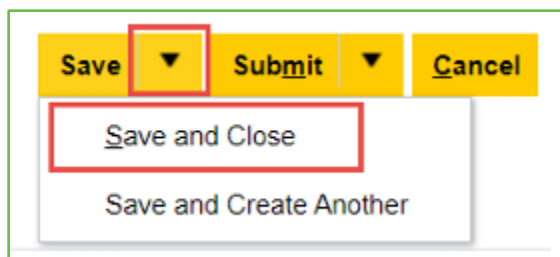 Save Submit Cancel
Save and Close
Save and Create Another